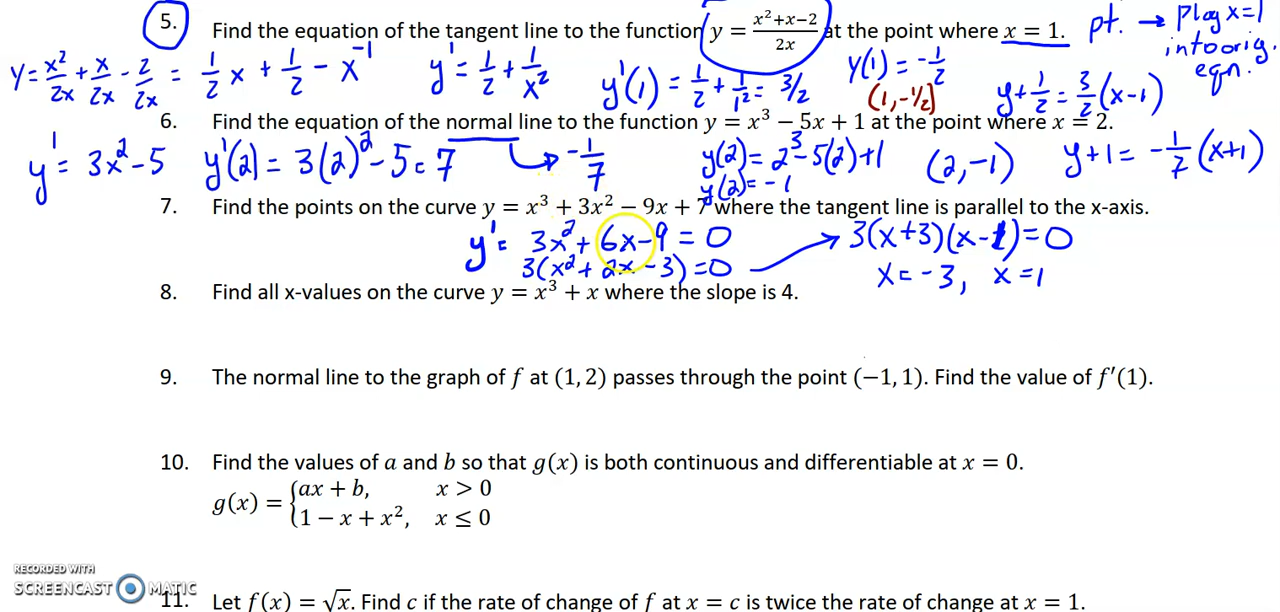 5. Find the equation of the tangent line to the function y = (x²+x−2)/(2x) at the point where x = 1. pt. → plug x=1 into orig. eqn.
y = x²/2x + x/2x − 2/2x = 1/2 x + 1/2 − x⁻¹ y' = 1/2 + 1/x² y'(1) = 1/2 + 1/1² = 3/2 y(1) = −1/2 (1, −1/2) y + 1/2 = 3/2 (x−1)
6. Find the equation of the normal line to the function y = x³ − 5x + 1 at the point where x = 2.
y' = 3x² − 5 y'(2) = 3(2)² − 5 = 7 → −1/7 y(2) = 2³ − 5(2) + 1 (2, −1) y + 1 = −1/7 (x+1)
y(2) = −1
7. Find the points on the curve y = x³ + 3x² − 9x + 7 where the tangent line is parallel to the x-axis.
y' = 3x² + 6x − 9 = 0 → 3(x+3)(x−1) = 0
3(x² + 2x − 3) = 0 x = −3, x = 1
8. Find all x-values on the curve y = x³ + x where the slope is 4.
9. The normal line to the graph of f at (1, 2) passes through the point (−1, 1). Find the value of f′(1).
10. Find the values of a and b so that g(x) is both continuous and differentiable at x = 0.
g(x) = { ax + b, x > 0
1 − x + x², x ≤ 0
RECORDED WITH
SCREENCAST MATIC
11. Let f(x) = √x. Find c if the rate of change of f at x = c is twice the rate of change at x = 1.